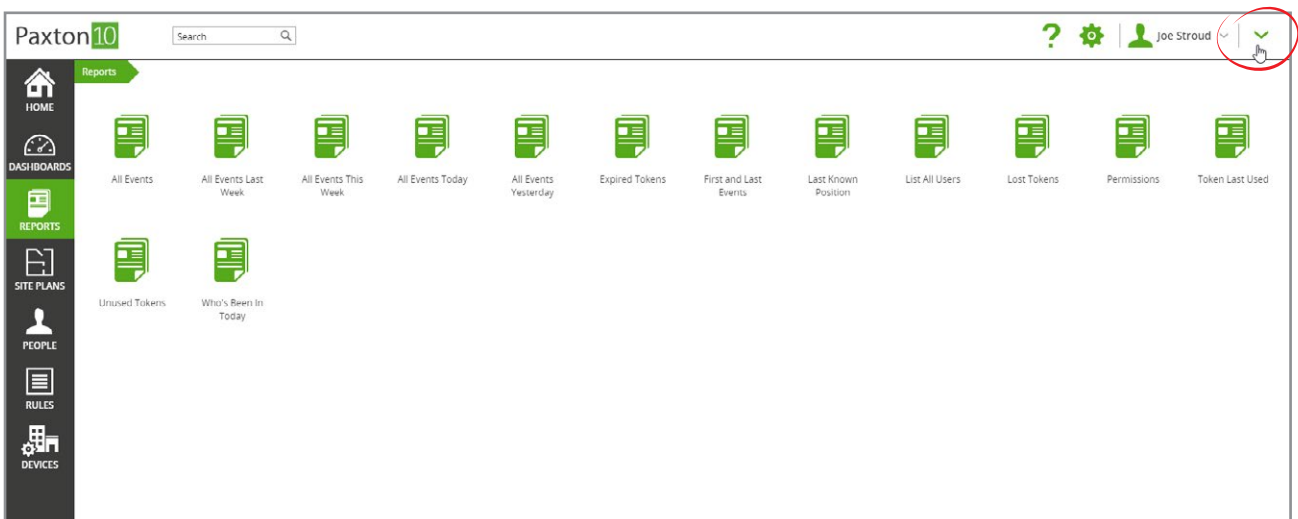 Paxton10
Search
Joe Stroud
Reports
HOME
DASHBOARDS
REPORTS
SITE PLANS
PEOPLE
RULES
DEVICES
All Events
All Events Last
Week
All Events This
Week
All Events Today
All Events
Yesterday
Expired Tokens
First and Last
Events
Last Known
Position
List All Users
Lost Tokens
Permissions
Token Last Used
Unused Tokens
Who's Been In
Today